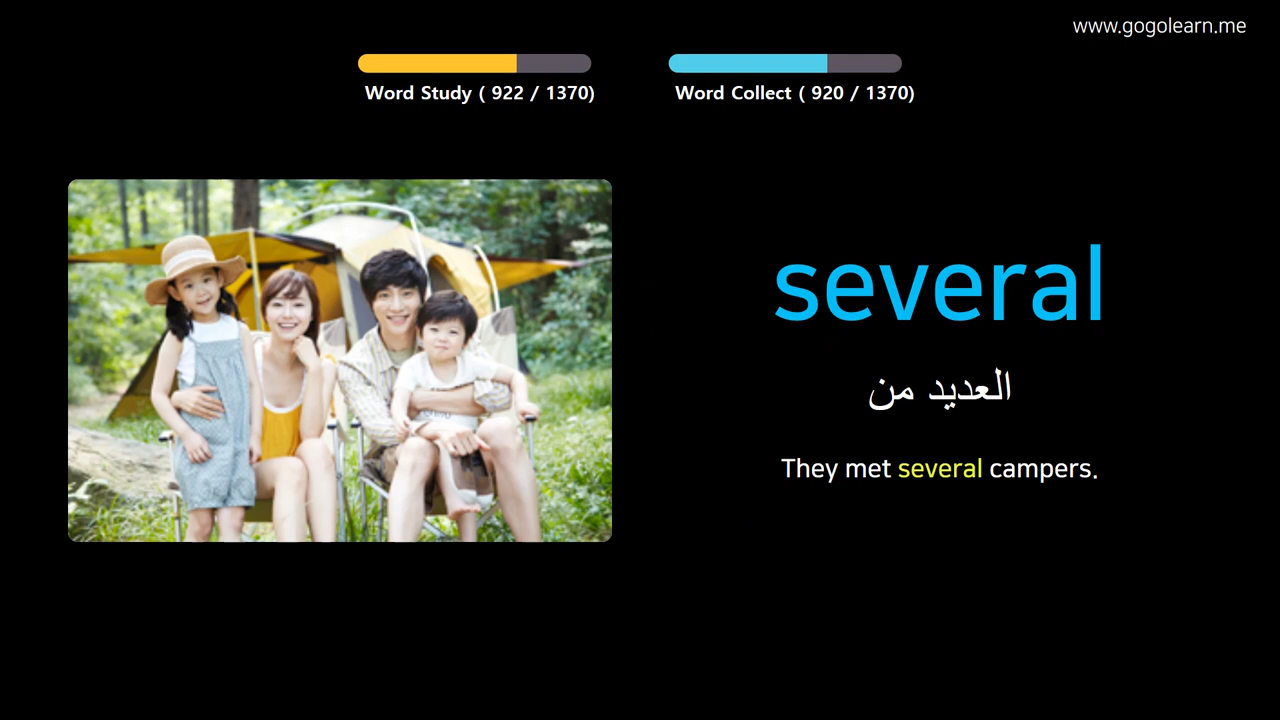 www.gogolearn.me
Word Study ( 922 / 1370)
Word Collect ( 920 / 1370)
several
العديد من
They met several campers.